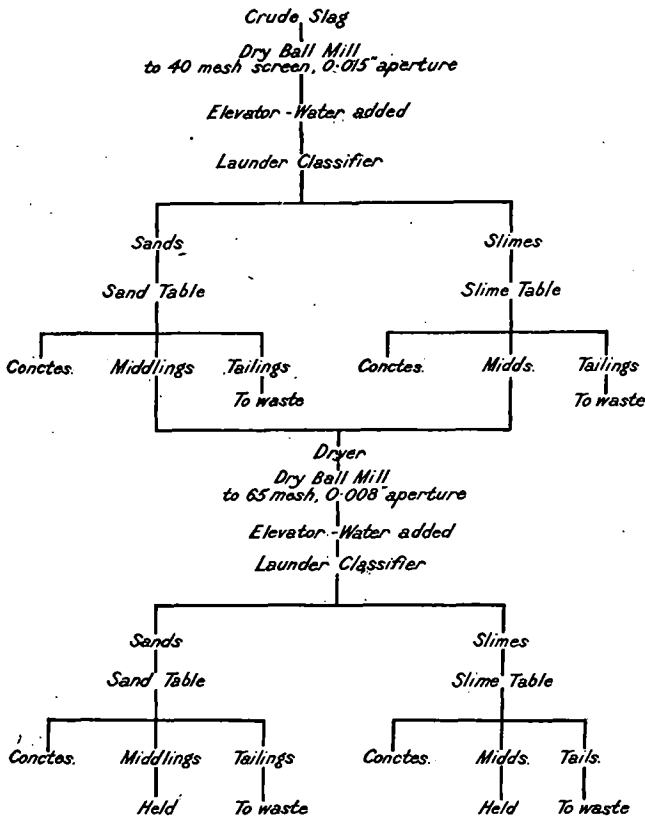 Crude Slag
Dry Ball Mill
to 40 mesh screen, 0·015" aperture
Elevator - Water added
Launder Classifier
Sands
Slimes
Sand Table
Slime Table
Conctes.
Middlings
Tailings
Conctes.
Midds.
Tailings
To waste
To waste
Dryer
Dry Ball Mill
to 65 mesh, 0·008" aperture
Elevator - Water added
Launder Classifier
Sands
Slimes
Sand Table
Slime Table
Conctes.
Middlings
Tailings
Conctes.
Midds.
Tails.
Held
To waste
Held
To waste